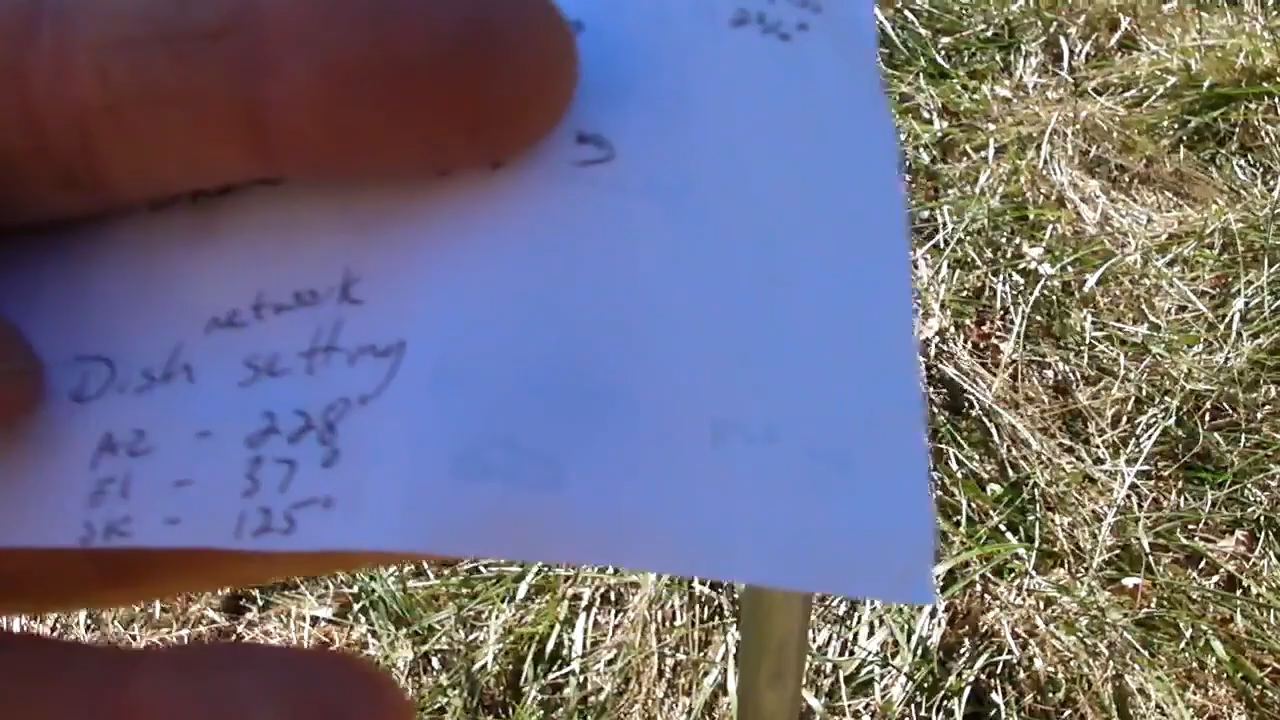 network
Dish setting
AZ - 228°
El - 37
SK - 125°